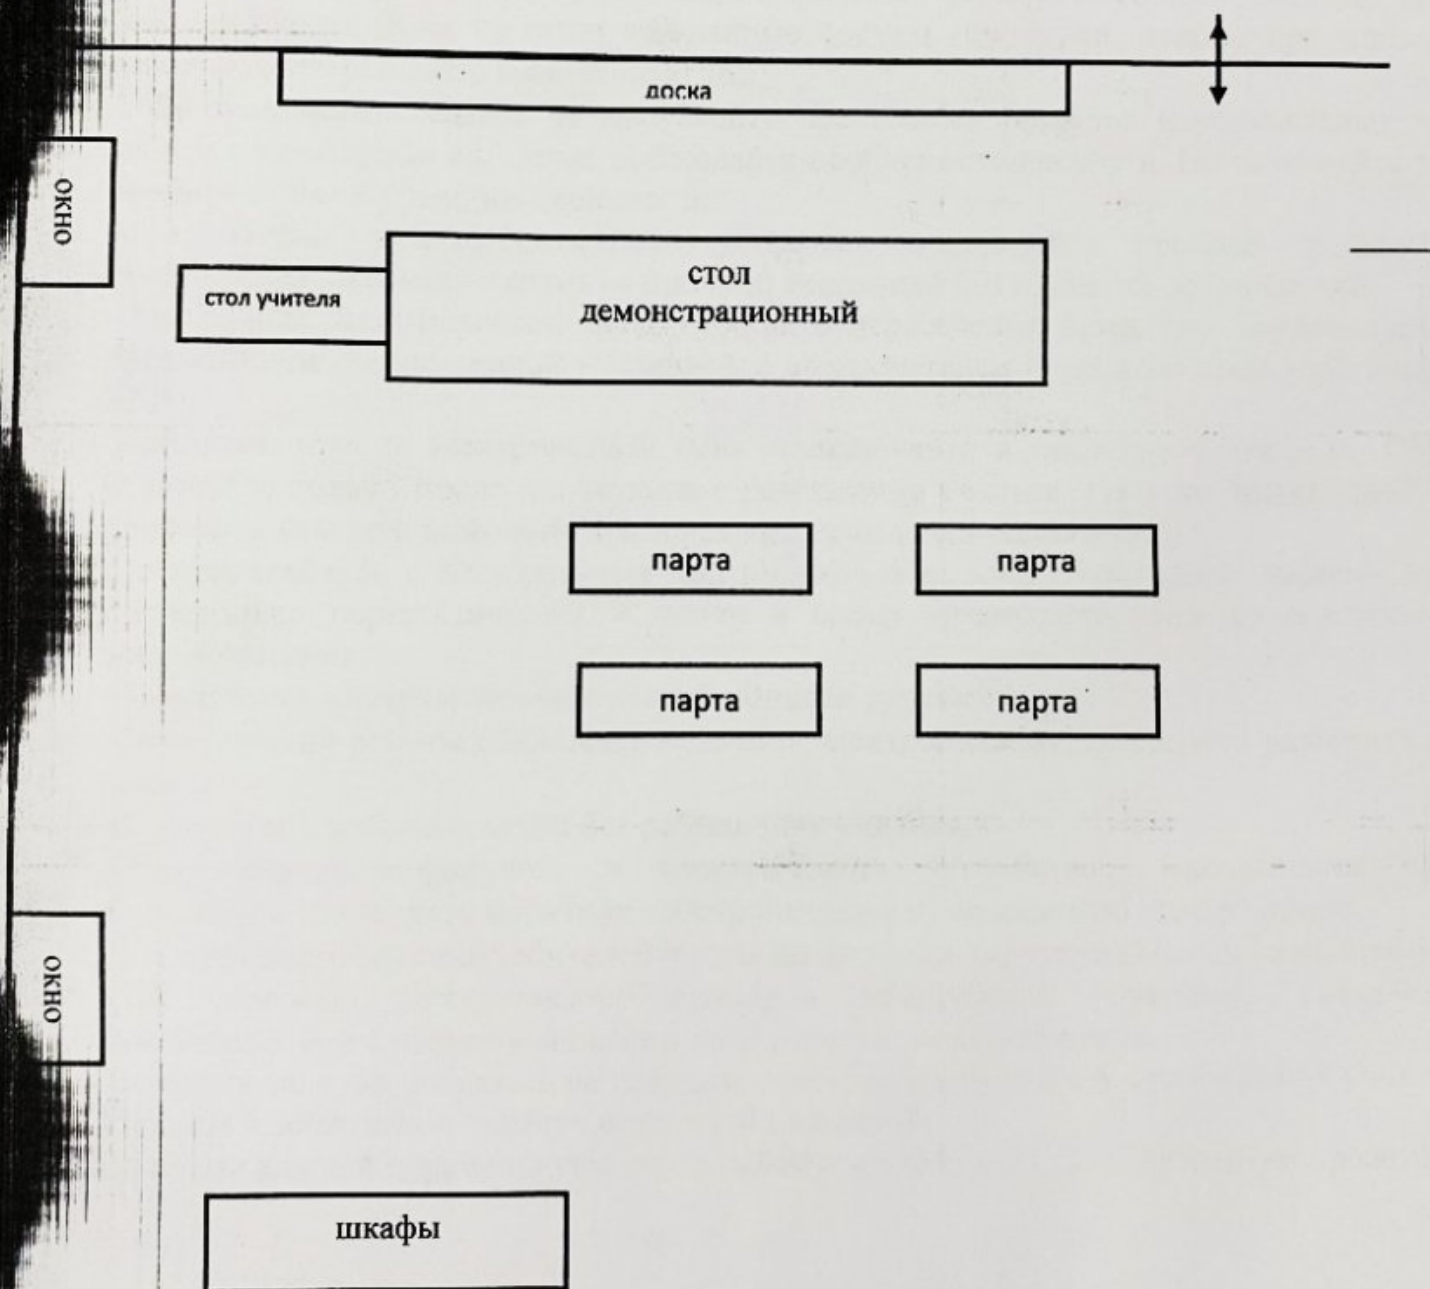 доска
окно
стол
демонстрационный
стол учителя
парта
парта
парта
парта
окно
шкафы